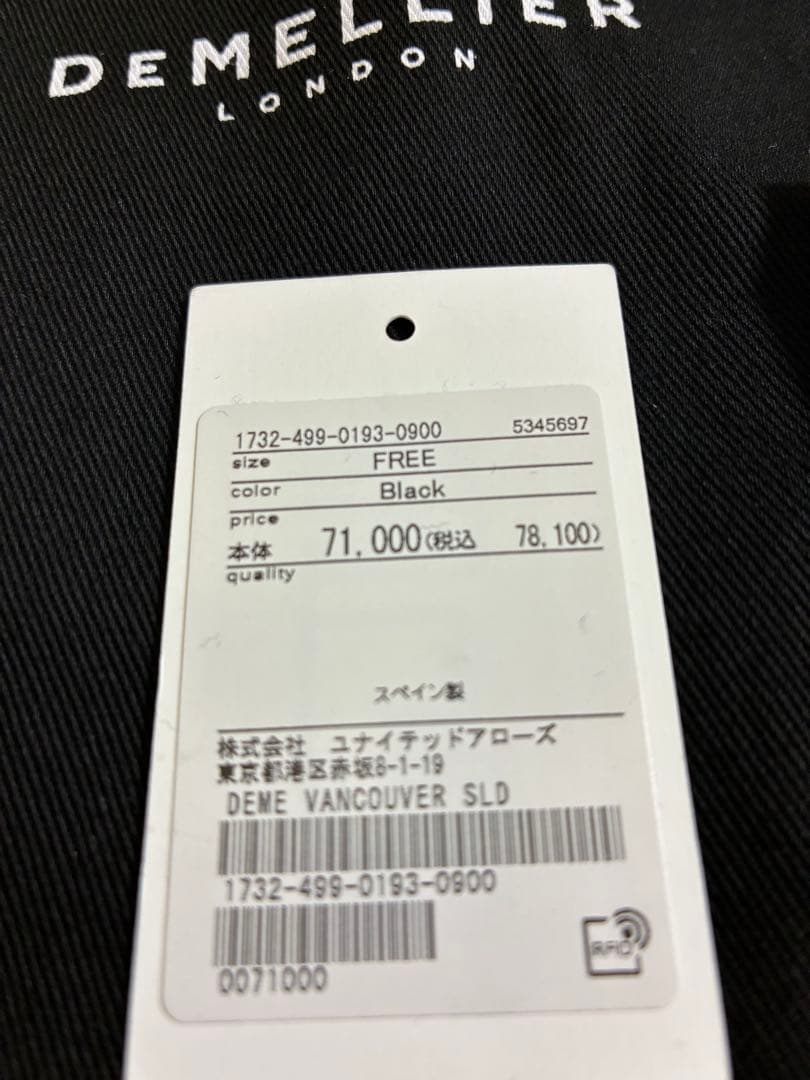 DEMELLIER
LONDON
1732-499-0193-0900 5345697
size FREE
color Black
price
本体 71,000(税込 78,100)
quality
スペイン製
株式会社 ユナイテッドアローズ
東京都港区赤坂8-1-19
DEME VANCOUVER SLD
1732-499-0193-0900
0071000
RFID